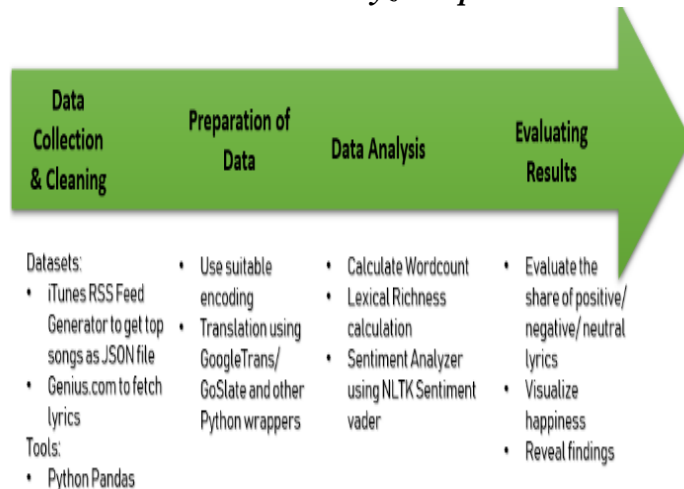 Data
Collection
& Cleaning
Preparation of
Data
Data Analysis
Evaluating
Results
Datasets:
• iTunes RSS Feed
Generator to get top
songs as JSON file
• Genius.com to fetch
lyrics
Tools:
• Python Pandas
• Use suitable
encoding
• Translation using
GoogleTrans/
GoSlate and other
Python wrappers
• Calculate Wordcount
• Lexical Richness
calculation
• Sentiment Analyzer
using NLTK Sentiment
vader
• Evaluate the
share of positive/
negative/neutral
lyrics
• Visualize
happiness
• Reveal findings